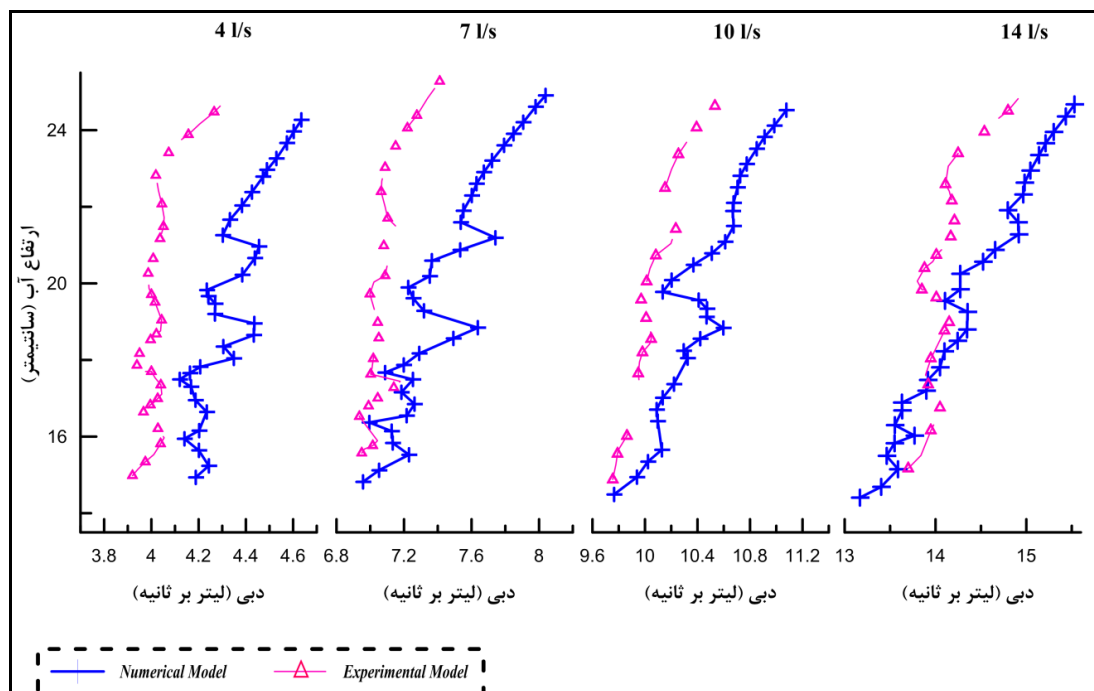 4 l/s 7 l/s 10 l/s 14 l/s
24
20
16
ارتفاع آب (سانتیمتر)
3.8 4 4.2 4.4 4.6 6.8 7.2 7.6 8 9.6 10 10.4 10.8 11.2 13 14 15
دبی (لیتر بر ثانیه) دبی (لیتر بر ثانیه) دبی (لیتر بر ثانیه) دبی (لیتر بر ثانیه)
Numerical Model Experimental Model